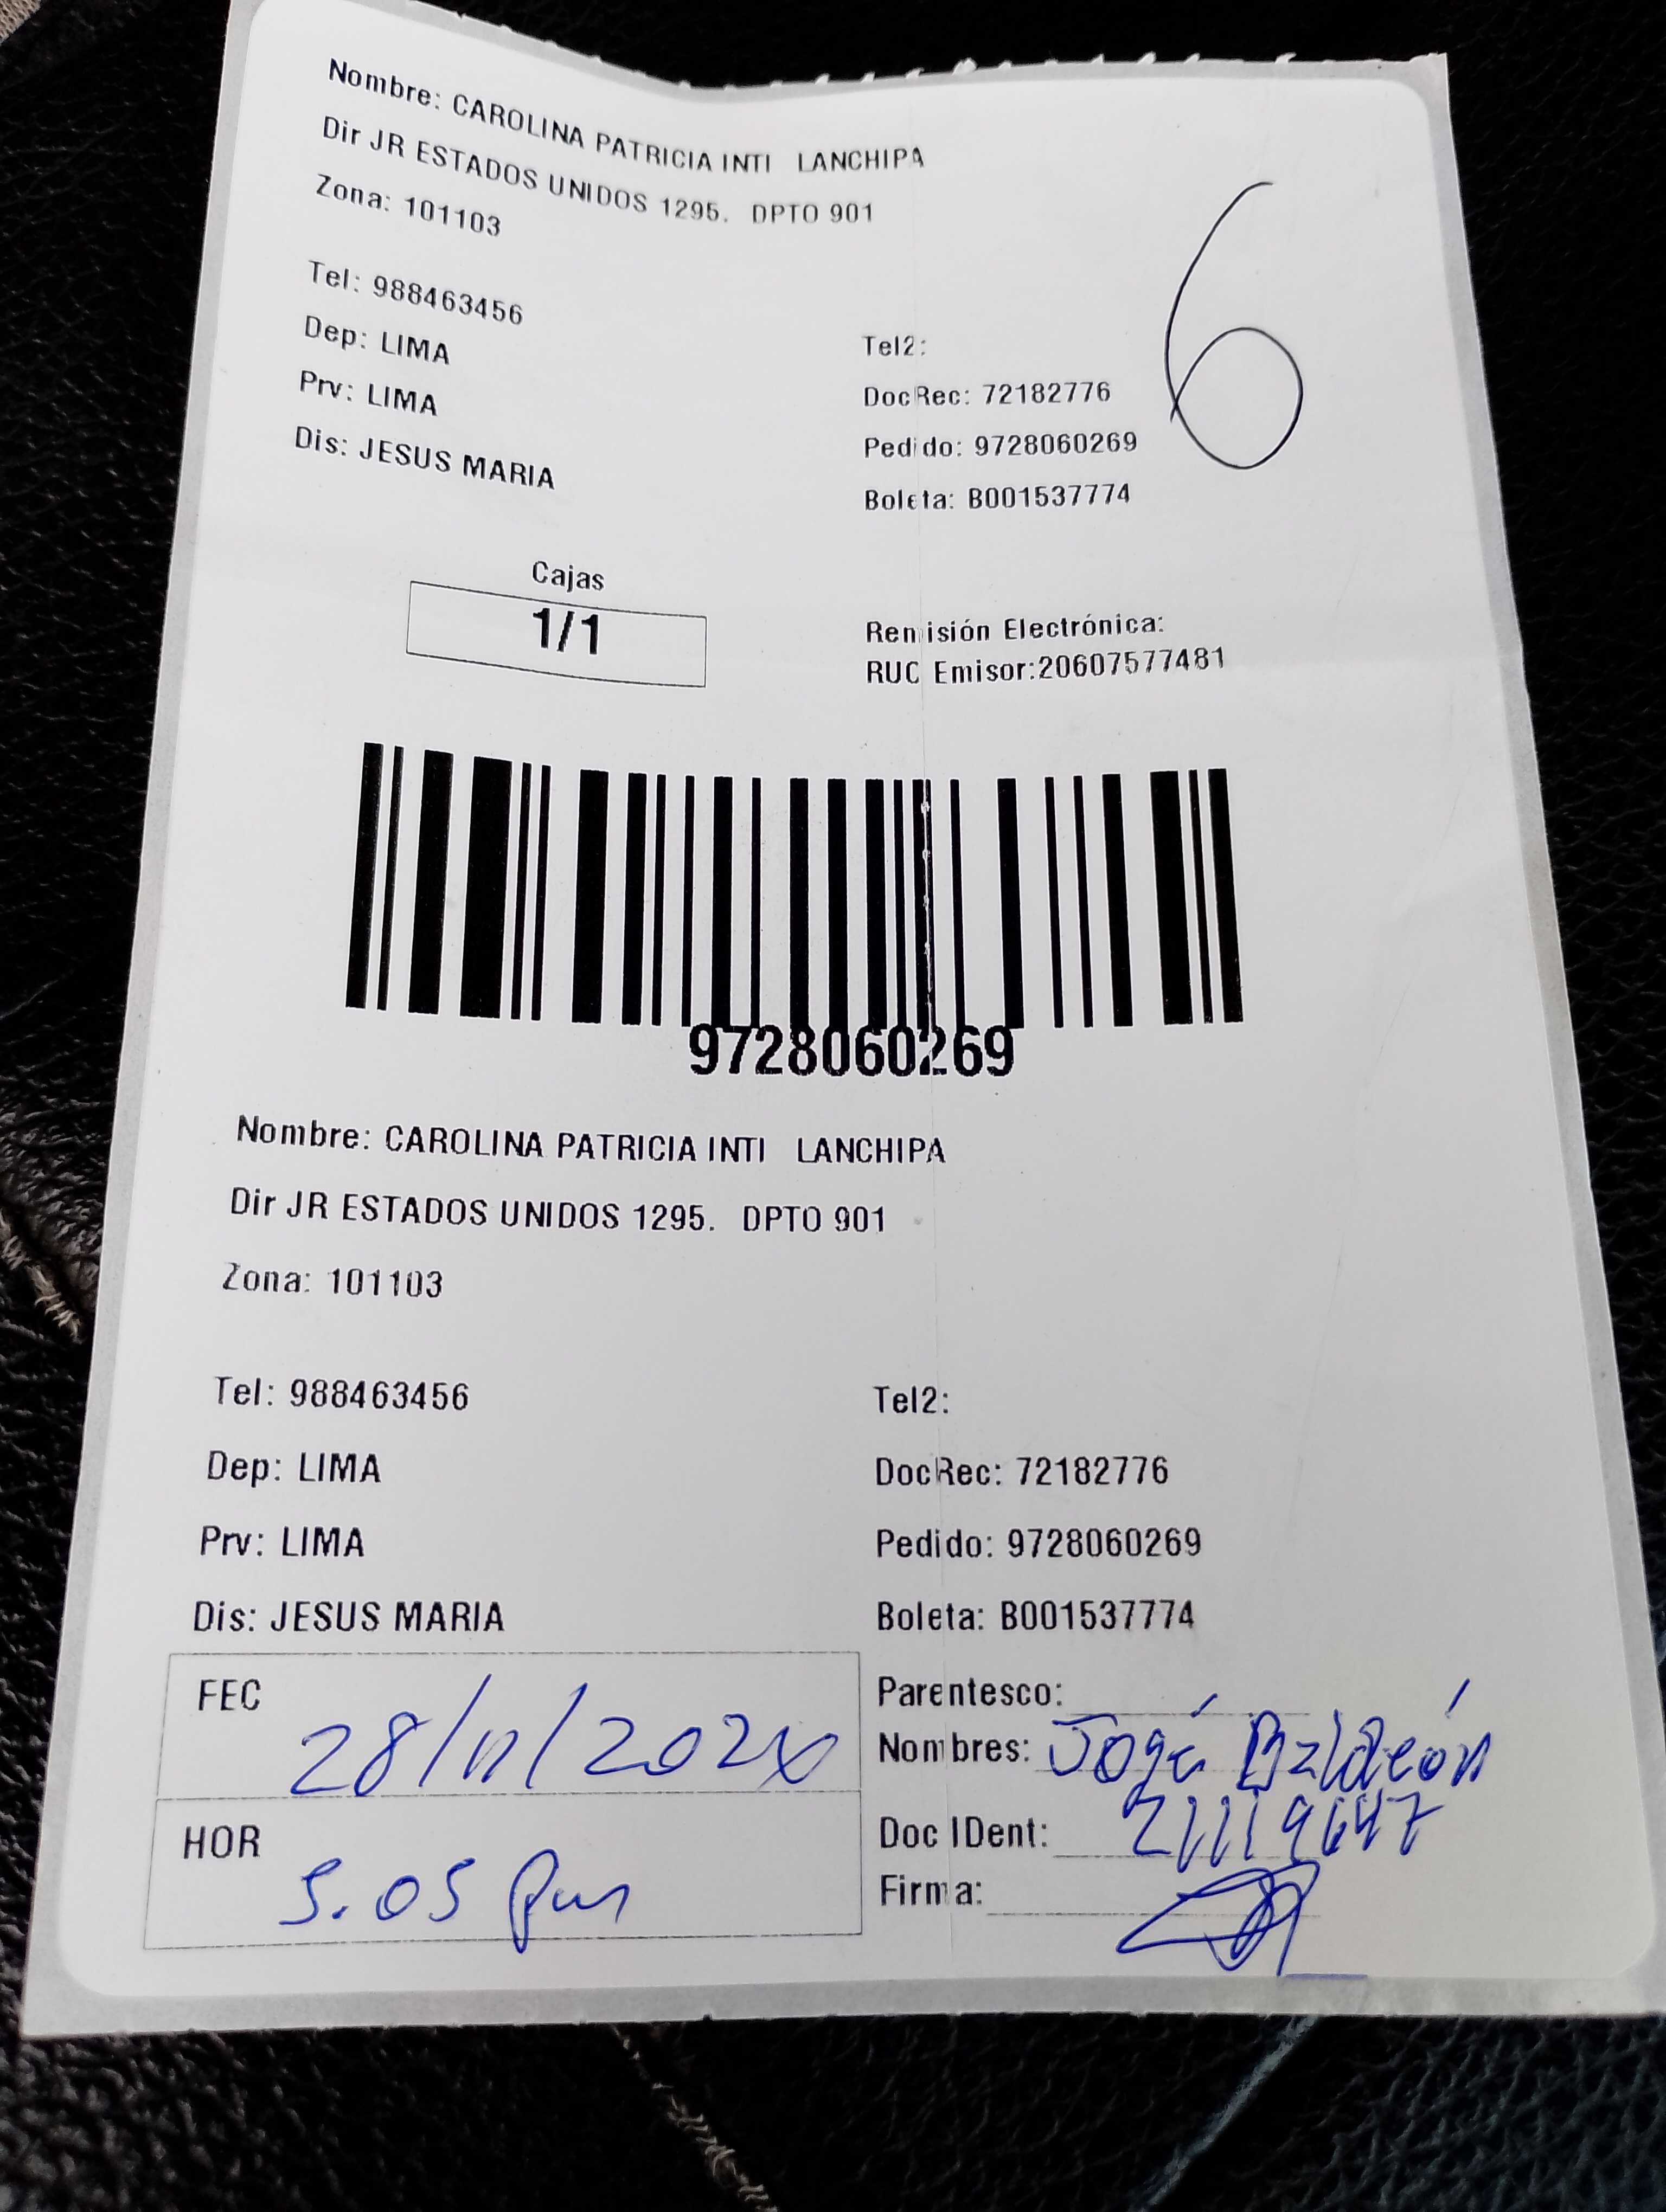 Nombre: CAROLINA PATRICIA INTI LANCHIPA
Dir JR ESTADOS UNIDOS 1295. DPTO 901
Zona: 101103
6
Tel: 988463456
Tel2:
Dep: LIMA
DocRec: 72182776
Prv: LIMA
Pedido: 9728060269
Dis: JESUS MARIA
Boleta: B001537774
Cajas
1/1
Remisión Electrónica:
RUC Emisor:20607577481
9728060269
Nombre: CAROLINA PATRICIA INTI LANCHIPA
Dir JR ESTADOS UNIDOS 1295. DPTO 901
Zona: 101103
Tel: 988463456
Tel2:
Dep: LIMA
DocRec: 72182776
Prv: LIMA
Pedido: 9728060269
Dis: JESUS MARIA
Boleta: B001537774
FEC 28/11/2024
Parentesco:
Nombres: José Baldeón
HOR 5.05 pm
Doc IDent: 21119647
Firma: